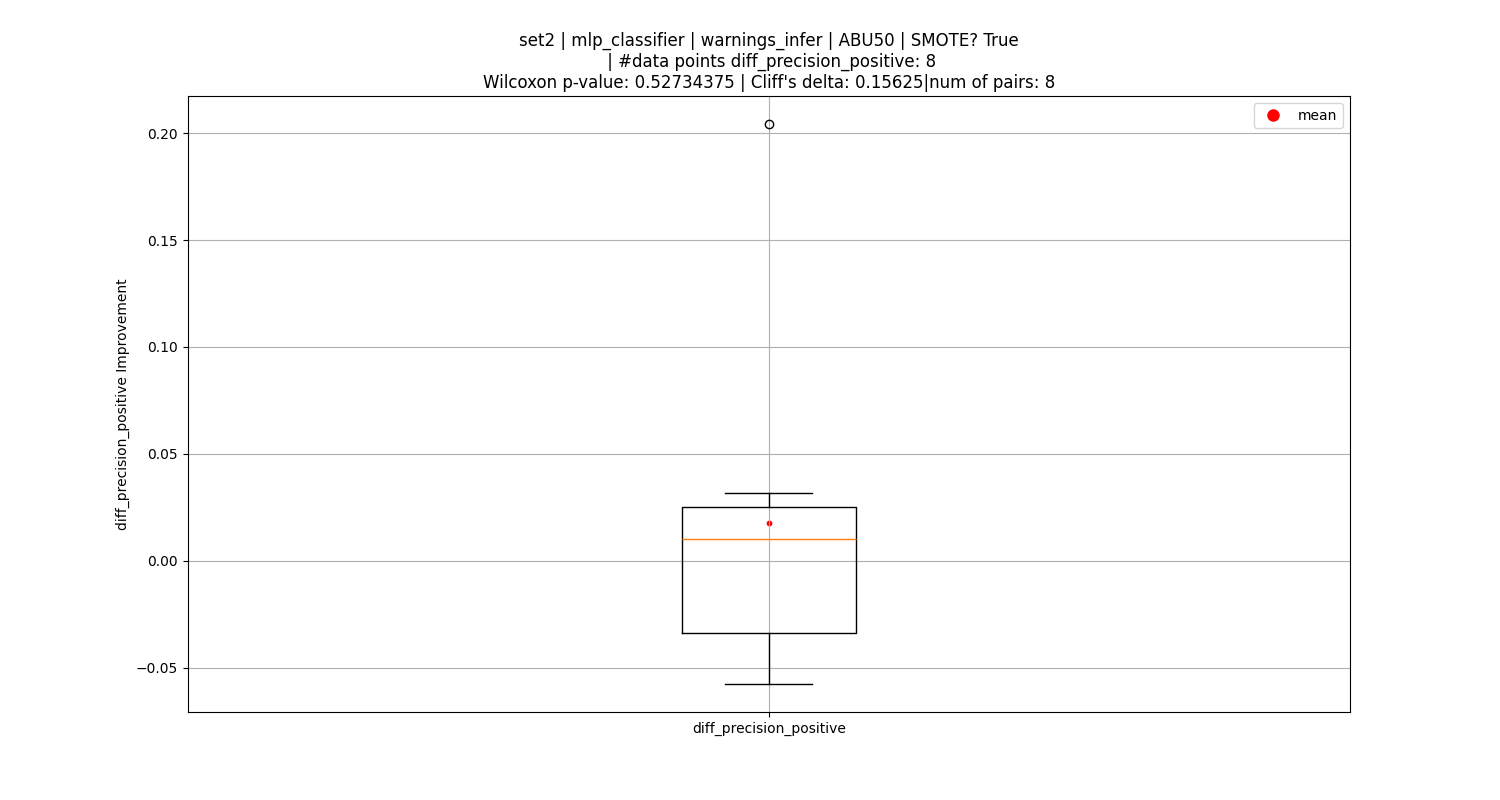 set2 | mlp_classifier | warnings_infer | ABU50 | SMOTE? True
| #data points diff_precision_positive: 8
Wilcoxon p-value: 0.52734375 | Cliff's delta: 0.15625|num of pairs: 8
mean
0.20
0.15
0.10
0.05
0.00
−0.05
diff_precision_positive Improvement
diff_precision_positive